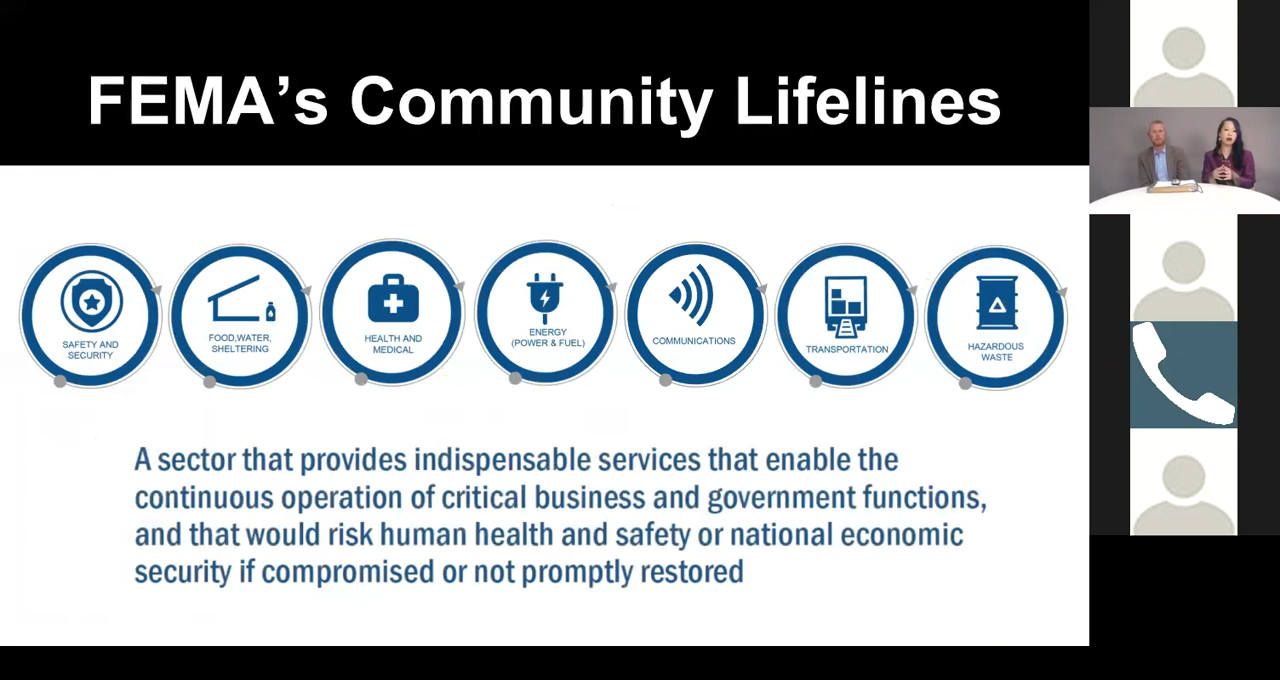 FEMA’s Community Lifelines
SAFETY AND
SECURITY
FOOD,WATER,
SHELTERING
HEALTH AND
MEDICAL
ENERGY
(POWER & FUEL)
COMMUNICATIONS
TRANSPORTATION
HAZARDOUS
WASTE
A sector that provides indispensable services that enable the
continuous operation of critical business and government functions,
and that would risk human health and safety or national economic
security if compromised or not promptly restored